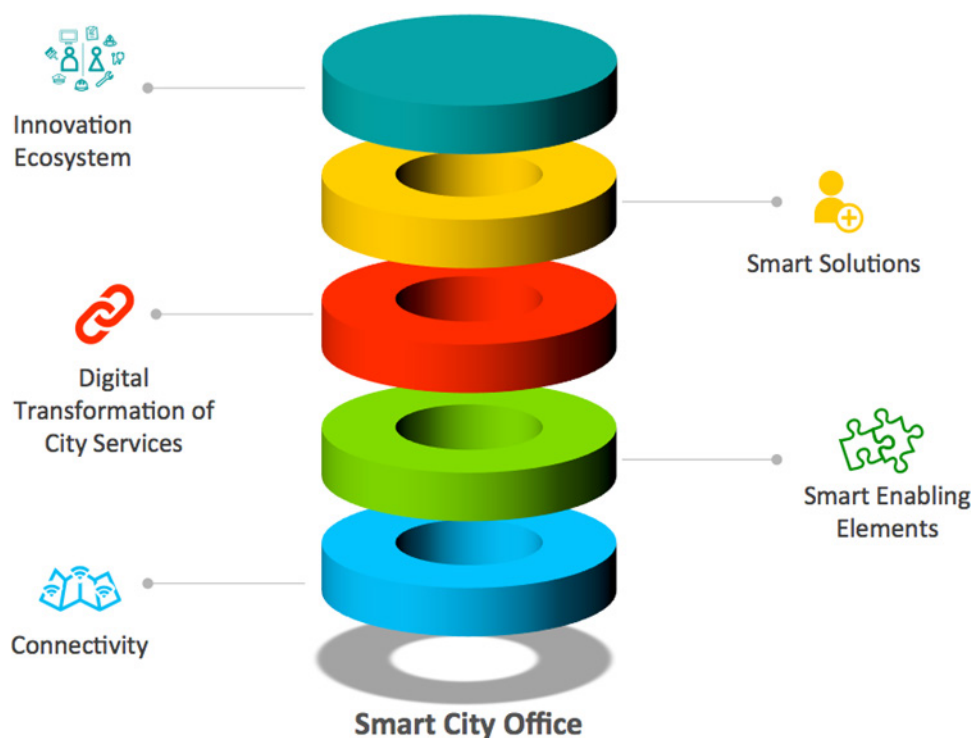 Innovation
Ecosystem
Smart Solutions
Digital
Transformation of
City Services
Smart Enabling
Elements
Connectivity
Smart City Office